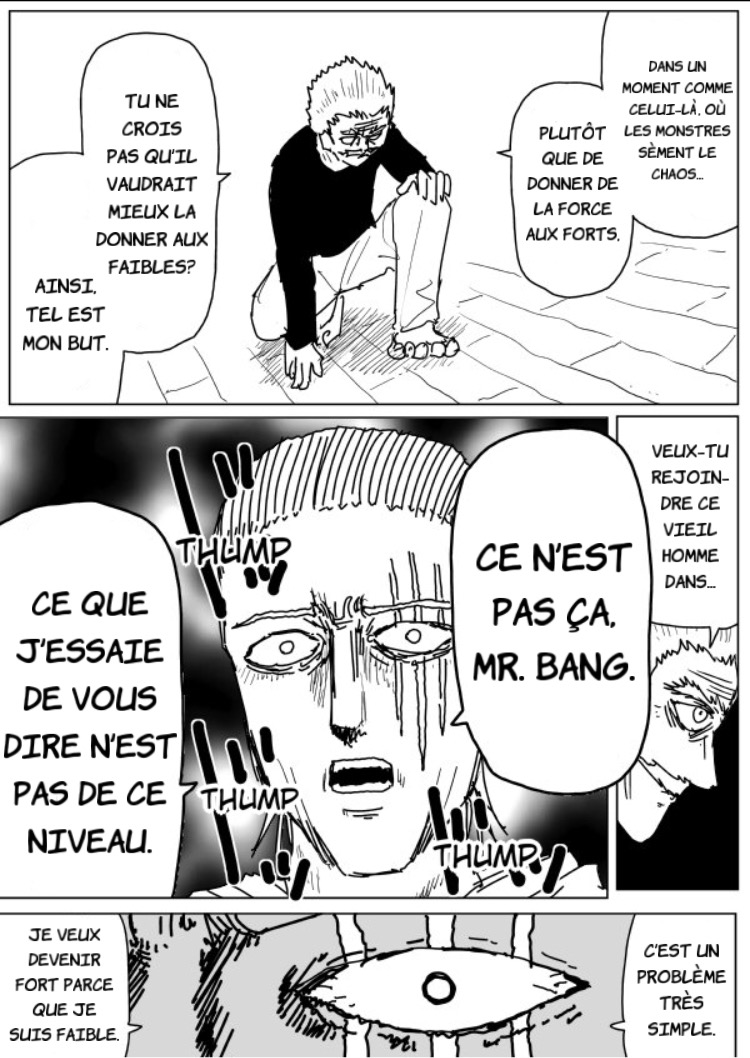 DANS UN
MOMENT COMME
CELUI-LÀ, OÙ
LES MONSTRES
SÈMENT LE
CHAOS...
PLUTÔT
QUE DE
DONNER DE
LA FORCE
AUX FORTS.
TU NE
CROIS
PAS QU'IL
VAUDRAIT
MIEUX LA
DONNER AUX
FAIBLES?
AINSI,
TEL EST
MON BUT.
VEUX-TU
REJOIN-
DRE CE
VIEIL
HOMME
DANS...
CE N'EST
PAS ÇA,
MR. BANG.
THUMP
CE QUE
J'ESSAIE
DE VOUS
DIRE N'EST
PAS DE CE
NIVEAU.
THUMP
THUMP
C'EST UN
PROBLÈME
TRÈS
SIMPLE.
JE VEUX
DEVENIR
FORT PARCE
QUE JE
SUIS FAIBLE.